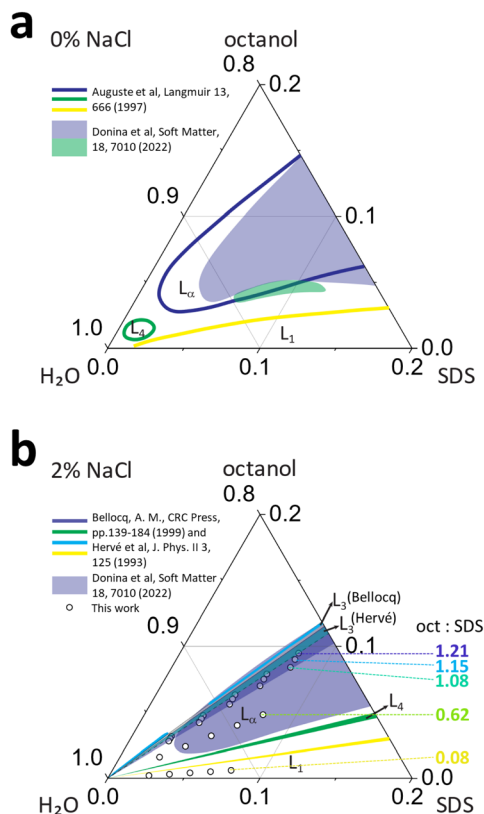 a
0% NaCl
octanol
0.8
0.2
Auguste et al, Langmuir 13,
666 (1997)
Donina et al, Soft Matter,
18, 7010 (2022)
0.9
0.1
Lα
L4
1.0
L1
0.0
H₂O
0.0
0.1
0.2
SDS
b
2% NaCl
octanol
0.8
0.2
Bellocq, A. M., CRC Press,
pp.139-184 (1999) and
Hervé et al, J. Phys. II 3,
125 (1993)
Donina et al, Soft Matter
18, 7010 (2022)
This work
L3(Bellocq)
L3(Hervé)
oct : SDS
0.9
0.1
1.21
1.15
1.08
L4
Lα
0.62
1.0
L1
0.08
0.0
H₂O
0.0
0.1
0.2
SDS